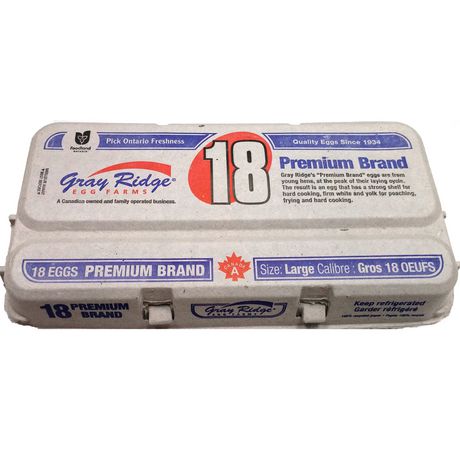 Foodland
ONTARIO
Pick Ontario Freshness
Quality Eggs Since 1934
Gray Ridge®
EGG FARMS
A Canadian owned and family operated business.
18
Premium Brand
Gray Ridge's "Premium Brand" eggs are from
young hens, at the peak of their laying cycle.
The result is an egg that has a strong shell for
hard cooking, firm white and yolk for poaching,
frying and hard cooking.
18 EGGS PREMIUM BRAND
CANADA
A
Size: Large Calibre : Gros 18 OEUFS
18 PREMIUM
BRAND
Gray Ridge
EGG FARMS
Keep refrigerated
Garder réfrigéré